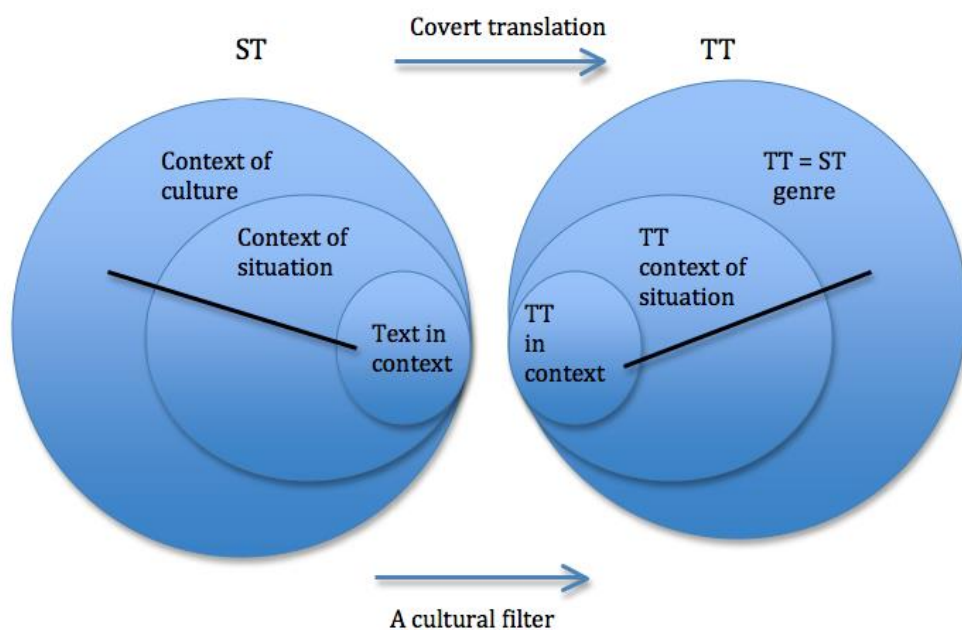 Covert translation
ST
TT
Context of
culture
Context of
situation
Text in
context
TT = ST
genre
TT
context of
situation
TT
in
context
A cultural filter